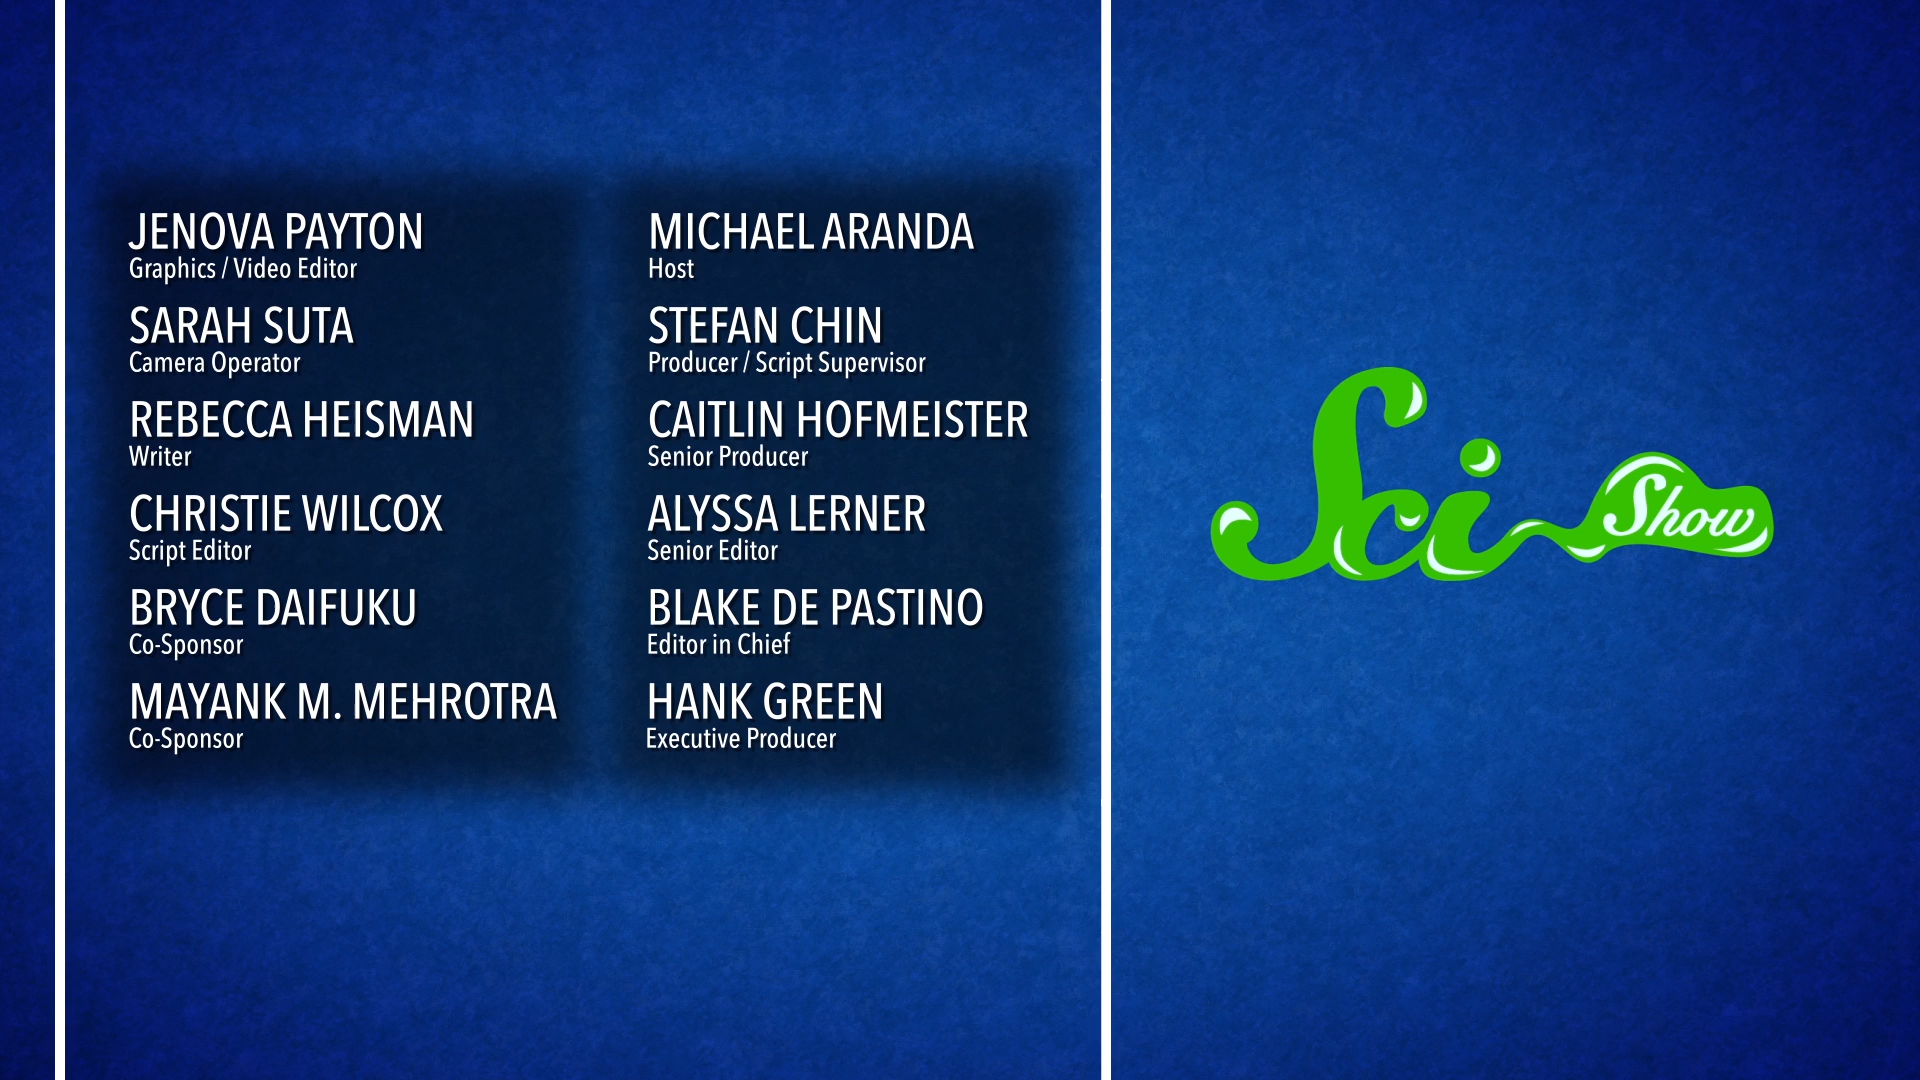 JENOVA PAYTON
Graphics / Video Editor
SARAH SUTA
Camera Operator
REBECCA HEISMAN
Writer
CHRISTIE WILCOX
Script Editor
BRYCE DAIFUKU
Co-Sponsor
MAYANK M. MEHROTRA
Co-Sponsor
MICHAEL ARANDA
Host
STEFAN CHIN
Producer / Script Supervisor
CAITLIN HOFMEISTER
Senior Producer
ALYSSA LERNER
Senior Editor
BLAKE DE PASTINO
Editor in Chief
HANK GREEN
Executive Producer
Sci Show